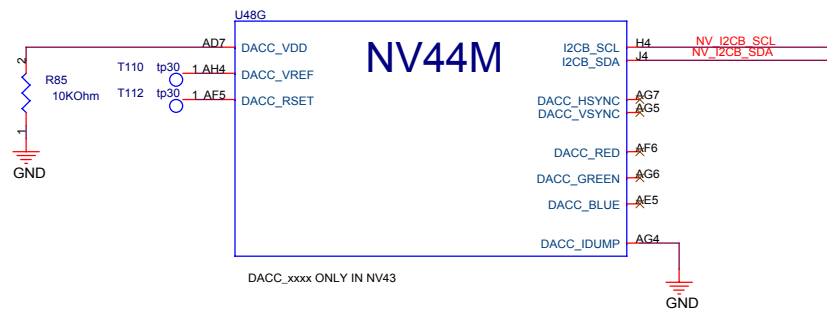 U48G
NV44M
AD7 DACC_VDD
T110 tp30 1 AH4 DACC_VREF
T112 tp30 1 AF5 DACC_RSET
2
R85
10KOhm
1
GND
I2CB_SCL H4 NV_I2CB_SCL
I2CB_SDA J4 NV_I2CB_SDA
DACC_HSYNC AG7
DACC_VSYNC AG5
DACC_RED AF6
DACC_GREEN AG6
DACC_BLUE AE5
DACC_IDUMP AG4
GND
DACC_xxxx ONLY IN NV43